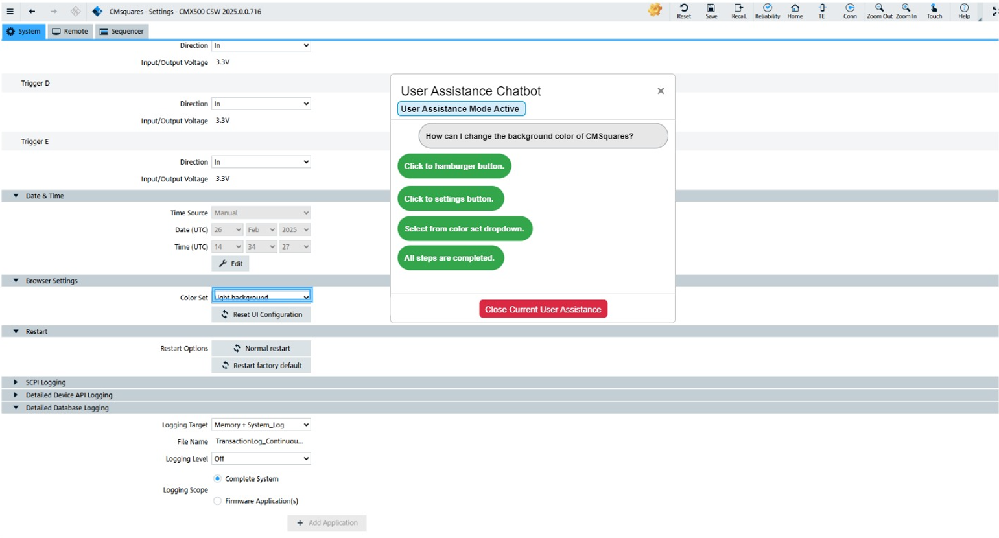 CMsquares - Settings - CMX500 CSW 2025.0.0.716
Reset Save Recall Reliability Home TE Conn Zoom Out Zoom In Touch Help
System Remote Sequencer
Direction In
Input/Output Voltage 3.3V
Trigger D
Direction In
Input/Output Voltage 3.3V
Trigger E
Direction In
Input/Output Voltage 3.3V
Date & Time
Time Source Manual
Date (UTC) 26 Feb 2025
Time (UTC) 14 34 27
Edit
Browser Settings
Color Set Light background
Reset UI Configuration
Restart
Restart Options Normal restart
Restart factory default
SCPI Logging
Detailed Device API Logging
Detailed Database Logging
Logging Target Memory + System_Log
File Name TransactionLog_Continuou...
Logging Level Off
Complete System
Logging Scope
Firmware Application(s)
+ Add Application
User Assistance Chatbot ×
User Assistance Mode Active
How can I change the background color of CMSquares?
Click to hamburger button.
Click to settings button.
Select from color set dropdown.
All steps are completed.
Close Current User Assistance